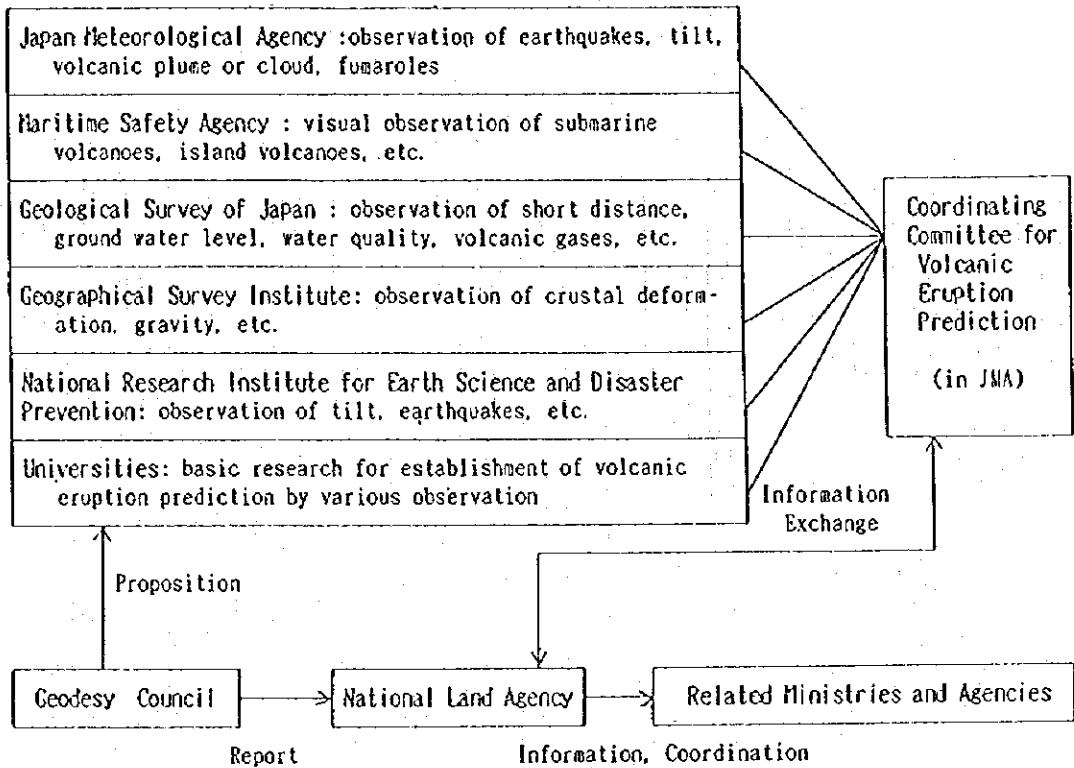 Japan Meteorological Agency :observation of earthquakes, tilt,
volcanic plume or cloud, fumaroles
Maritime Safety Agency : visual observation of submarine
volcanoes, island volcanoes, etc.
Geological Survey of Japan : observation of short distance,
ground water level, water quality, volcanic gases, etc.
Geographical Survey Institute: observation of crustal deform-
ation, gravity, etc.
National Research Institute for Earth Science and Disaster
Prevention: observation of tilt, earthquakes, etc.
Universities: basic research for establishment of volcanic
eruption prediction by various observation
Coordinating
Committee for
Volcanic
Eruption
Prediction
(in JMA)
Information
Exchange
Proposition
Geodesy Council
National Land Agency
Related Ministries and Agencies
Report
Information, Coordination